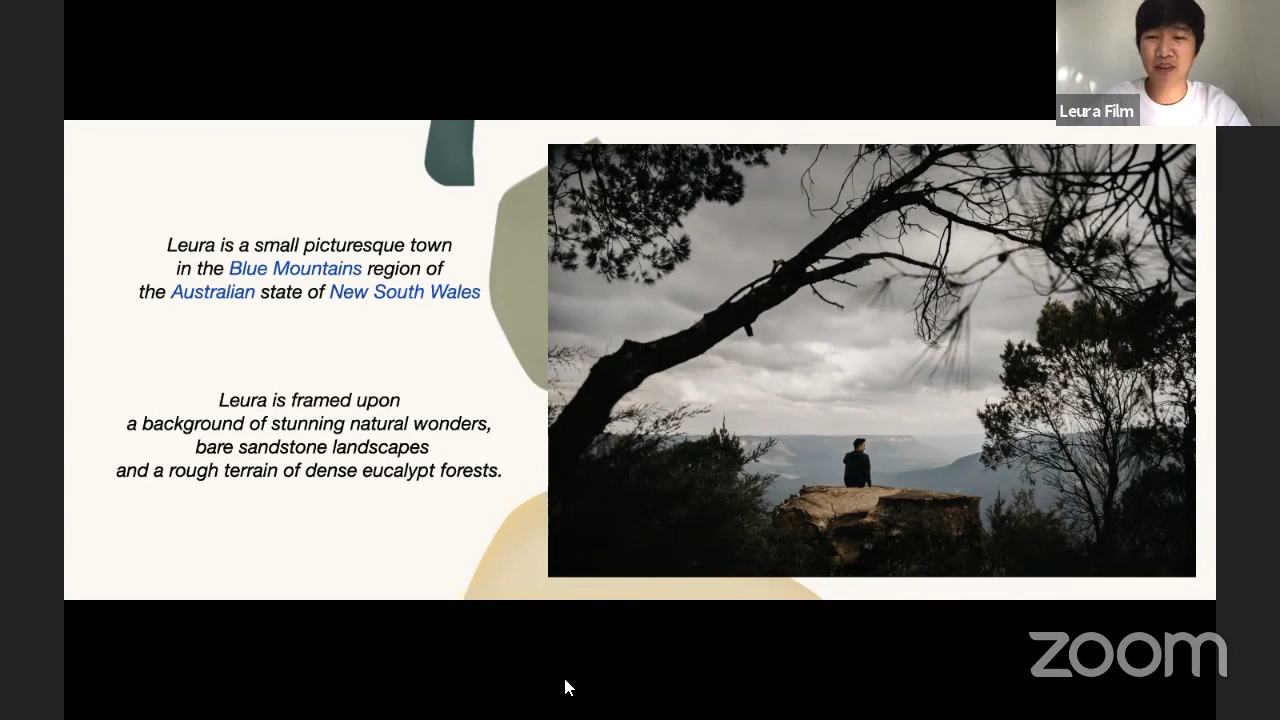 Leura Film
Leura is a small picturesque town
in the Blue Mountains region of
the Australian state of New South Wales
Leura is framed upon
a background of stunning natural wonders,
bare sandstone landscapes
and a rough terrain of dense eucalypt forests.
zoom